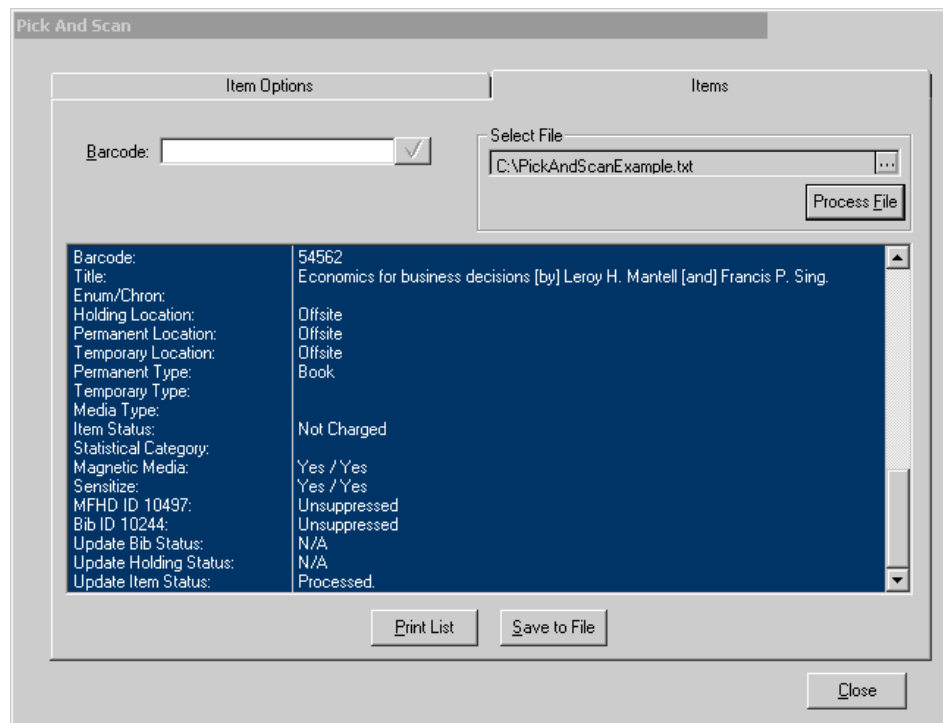 Pick And Scan
Item Options
Items
Barcode:
Select File
C:\PickAndScanExample.txt
...
Process File
Barcode: 54562
Title: Economics for business decisions [by] Leroy H. Mantell [and] Francis P. Sing.
Enum/Chron:
Holding Location: Offsite
Permanent Location: Offsite
Temporary Location: Offsite
Permanent Type: Book
Temporary Type:
Media Type:
Item Status: Not Charged
Statistical Category:
Magnetic Media: Yes / Yes
Sensitize: Yes / Yes
MFHD ID 10497: Unsuppressed
Bib ID 10244: Unsuppressed
Update Bib Status: N/A
Update Holding Status: N/A
Update Item Status: Processed.
Print List
Save to File
Close